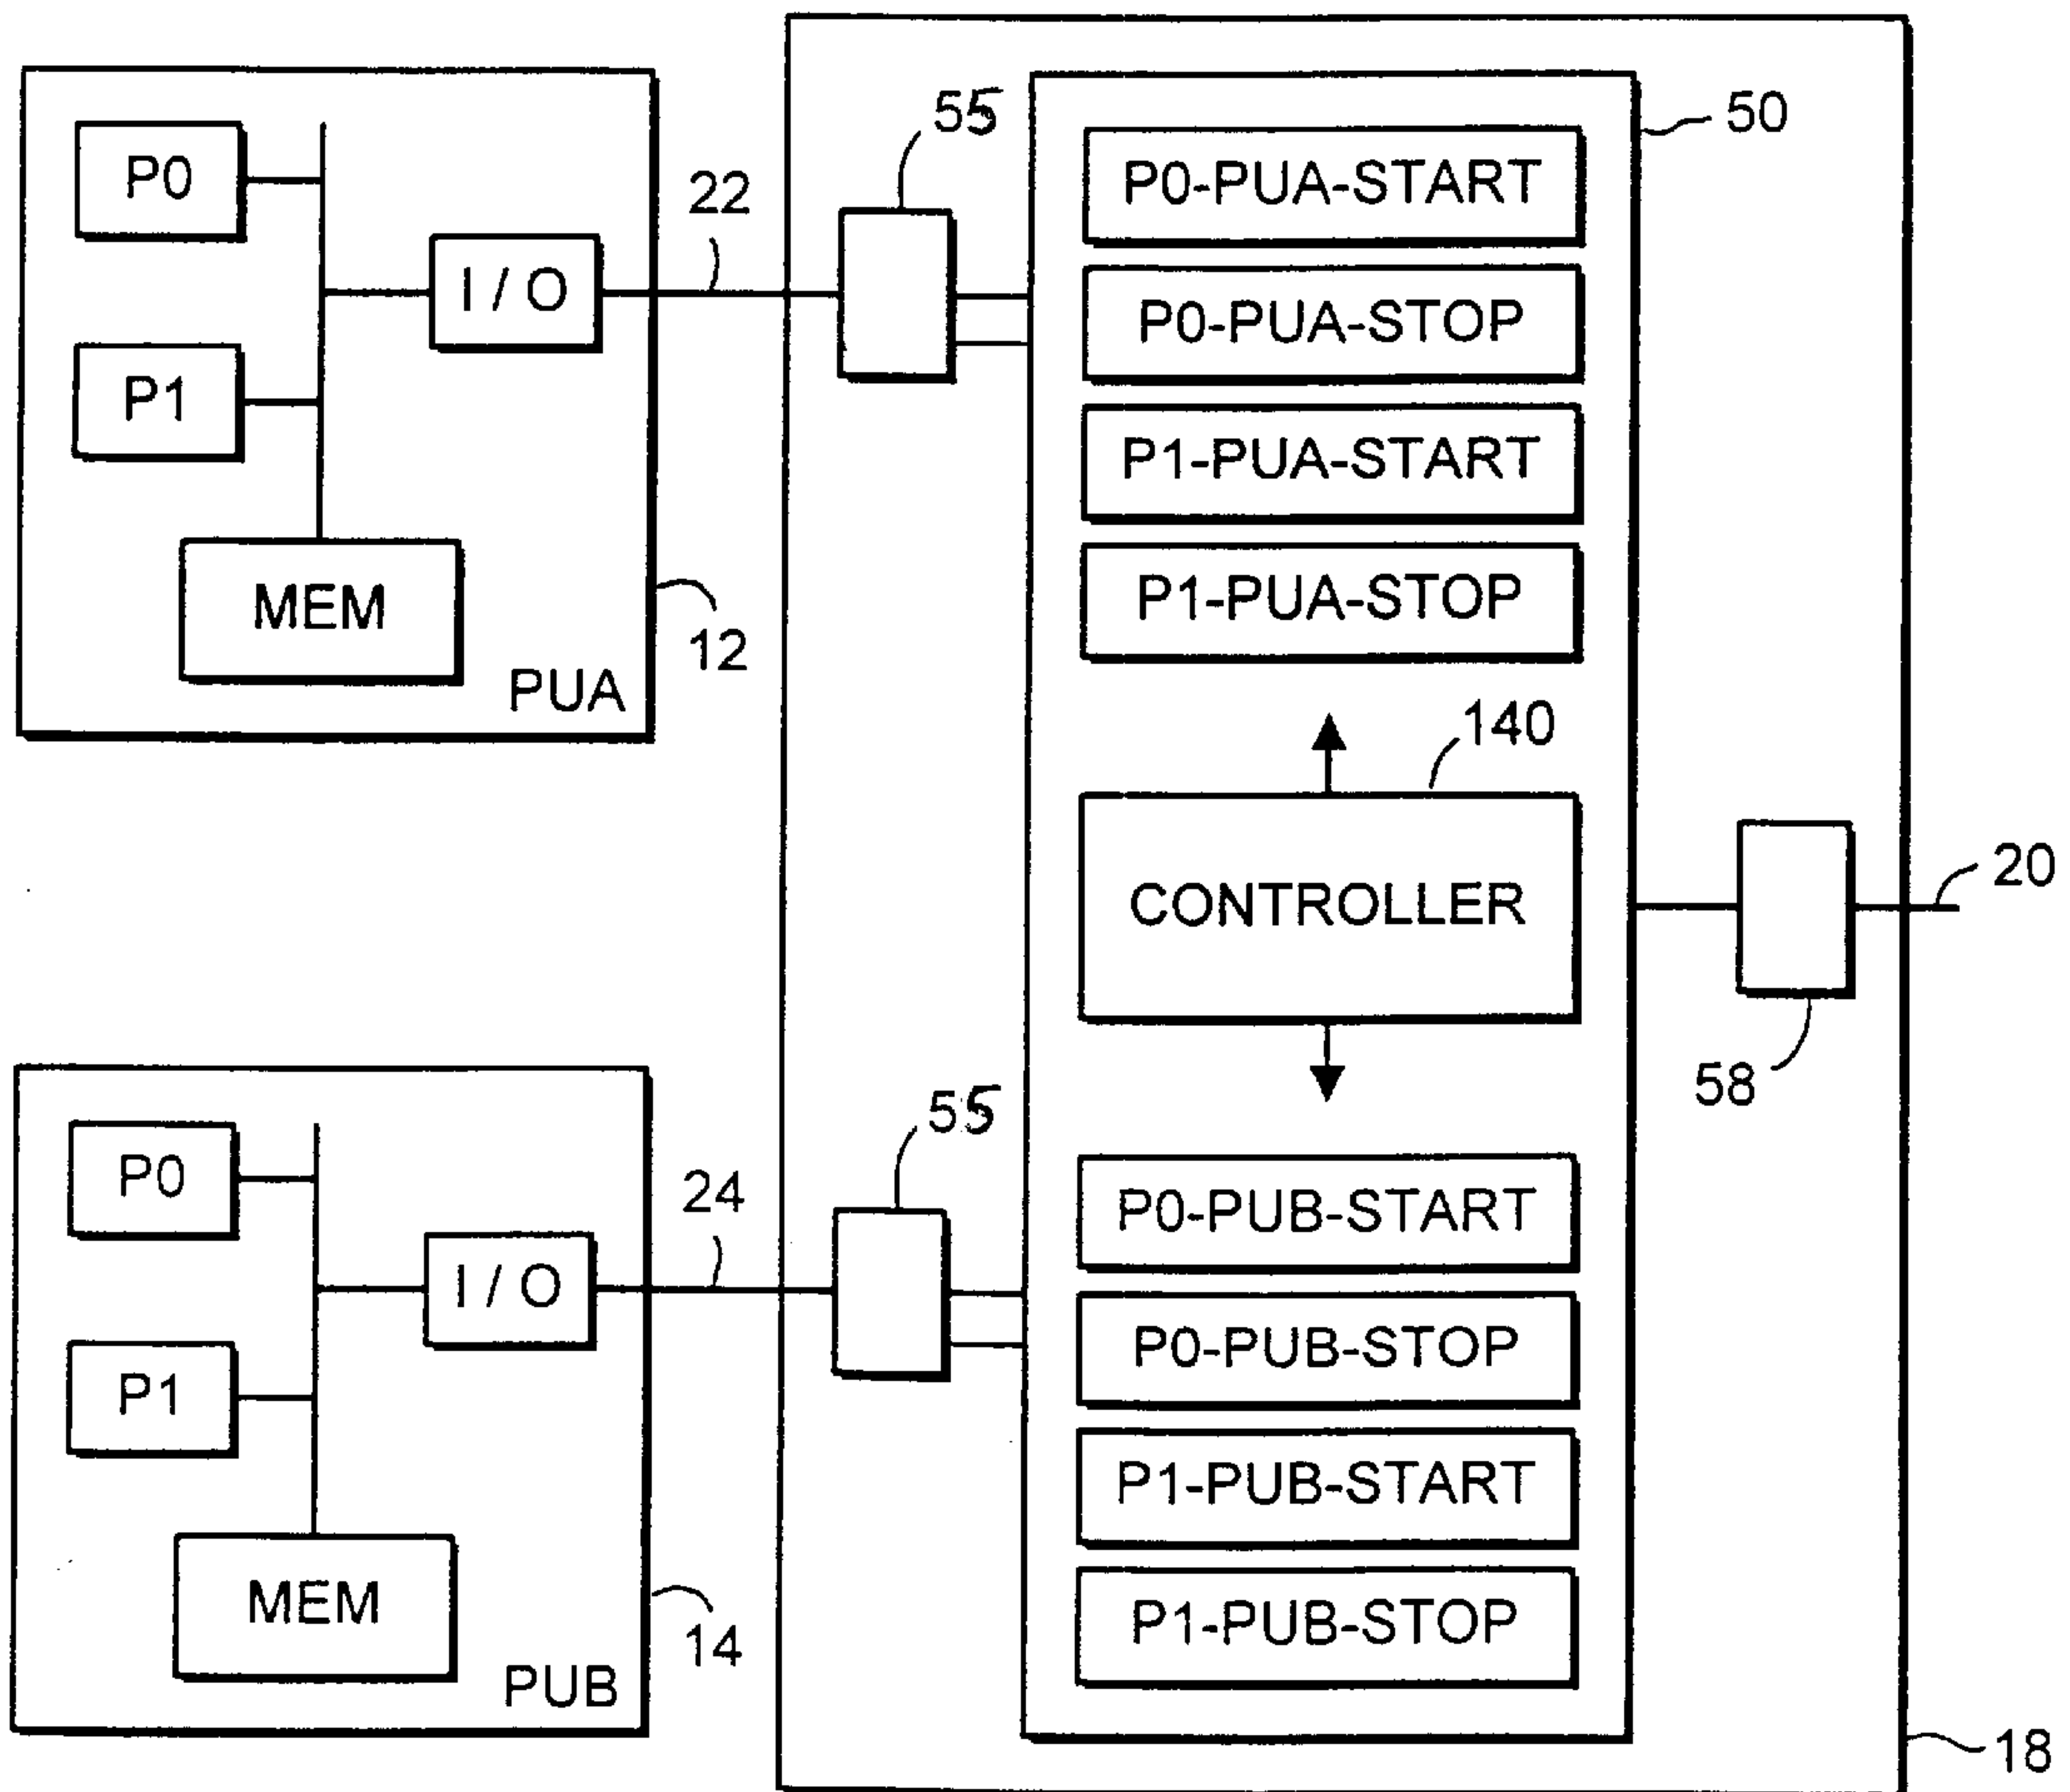 P0
P1
I / O
MEM
PUA
12
22
55
50
P0-PUA-START
P0-PUA-STOP
P1-PUA-START
P1-PUA-STOP
140
CONTROLLER
58
20
P0
P1
I / O
MEM
PUB
14
24
55
P0-PUB-START
P0-PUB-STOP
P1-PUB-START
P1-PUB-STOP
18